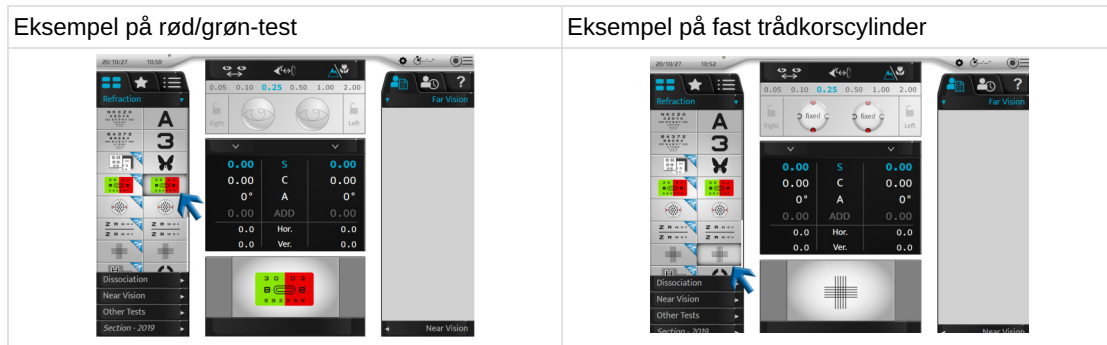 Eksempel på rød/grøn-test
Eksempel på fast trådkorscylinder
20/10/27 10:50
Refraction
A
3
Dissociation
Near Vision
Other Tests
Section - 2019
0.05 0.10 0.25 0.50 1.00 2.00
Right Left
0.00 S 0.00
0.00 C 0.00
0° A 0°
0.00 ADD 0.00
0.0 Hor. 0.0
0.0 Ver. 0.0
?
Far Vision
Near Vision
20/10/27 10:52
Refraction
A
3
Dissociation
Near Vision
Other Tests
Section - 2019
0.05 0.10 0.25 0.50 1.00 2.00
fixed fixed
Right Left
0.00 S 0.00
0.00 C 0.00
0° A 0°
0.00 ADD 0.00
0.0 Hor. 0.0
0.0 Ver. 0.0
?
Far Vision
Near Vision